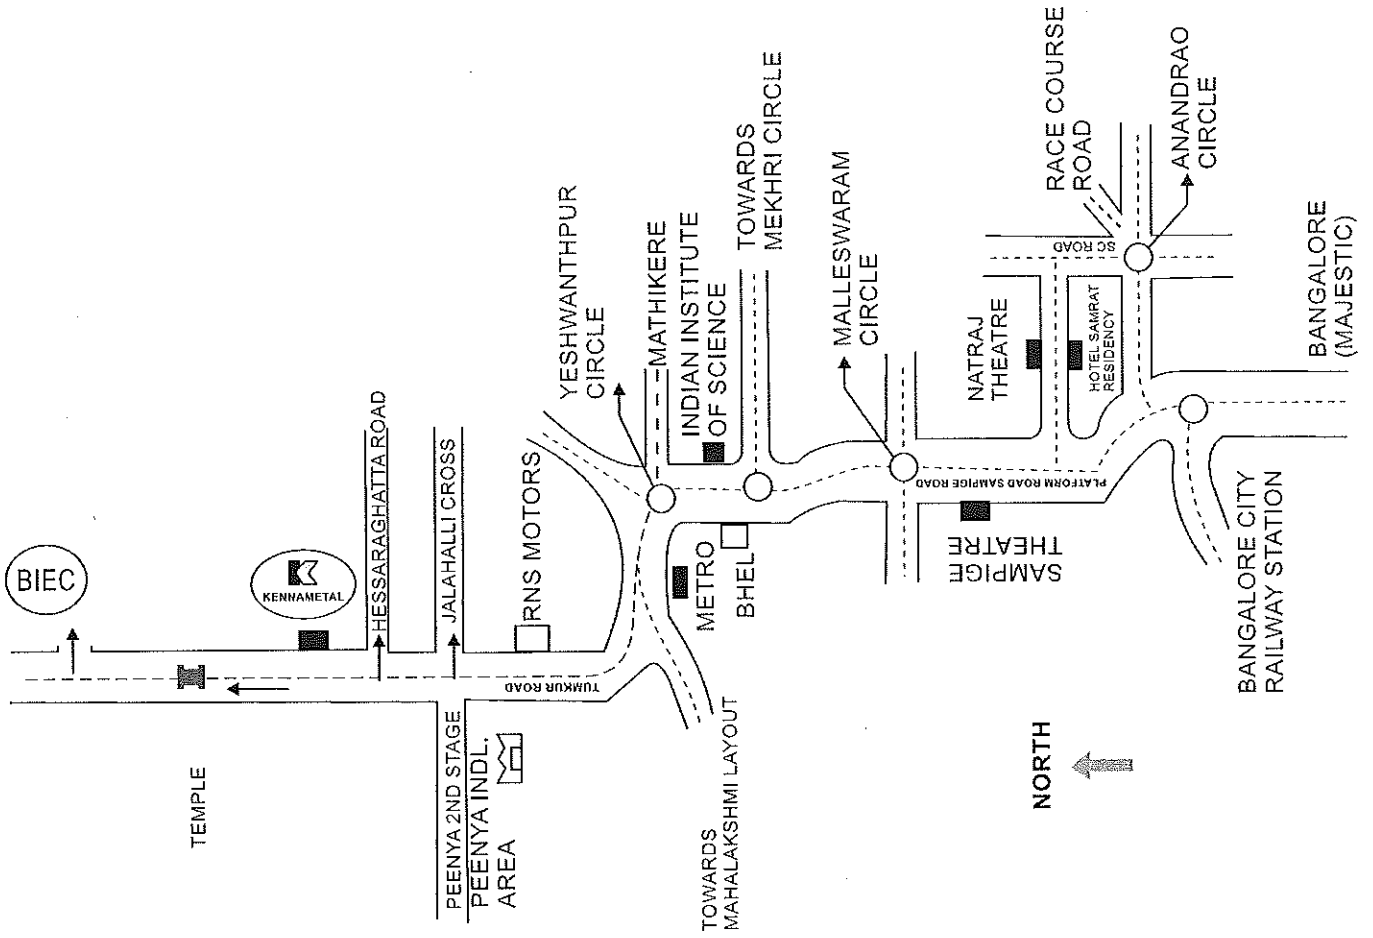 BIEC
KENNAMETAL
HESSARAGHATTA ROAD
JALAHALLI CROSS
RNS MOTORS
TUMKUR ROAD
TEMPLE
PEENYA 2ND STAGE
PEENYA INDL.
AREA
TOWARDS
MAHALAKSHMI LAYOUT
METRO
BHEL
YESHWANTHPUR
CIRCLE
MATHIKERE
INDIAN INSTITUTE
OF SCIENCE
TOWARDS
MEKHRI CIRCLE
MALLESWARAM
CIRCLE
SAMPIGE
THEATRE
PLATFORM ROAD SAMPIGE ROAD
NATRAJ
THEATRE
HOTEL SAMRAT
RESIDENCY
SC ROAD
RACE COURSE
ROAD
ANANDRAO
CIRCLE
BANGALORE CITY
RAILWAY STATION
BANGALORE
(MAJESTIC)
NORTH